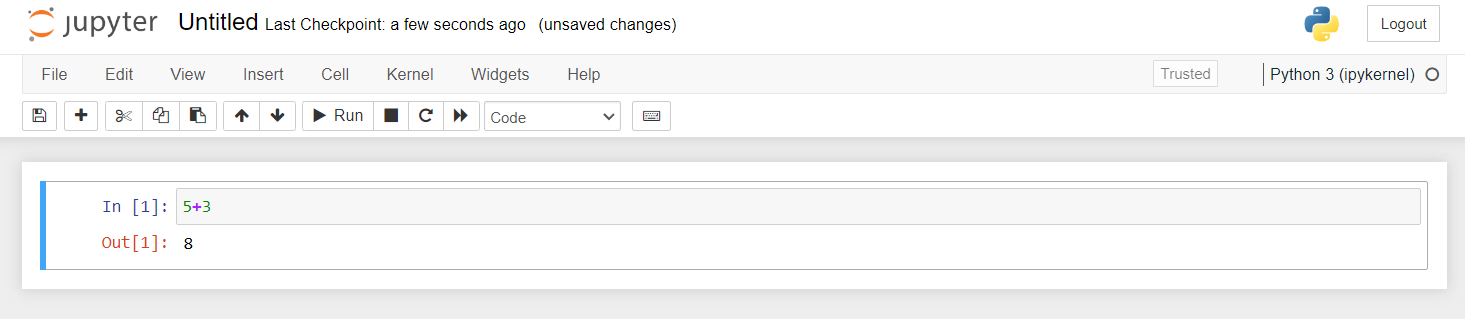 jupyter Untitled Last Checkpoint: a few seconds ago (unsaved changes) Logout
File Edit View Insert Cell Kernel Widgets Help Trusted Python 3 (ipykernel)
Run Code
In [1]: 5+3
Out[1]: 8